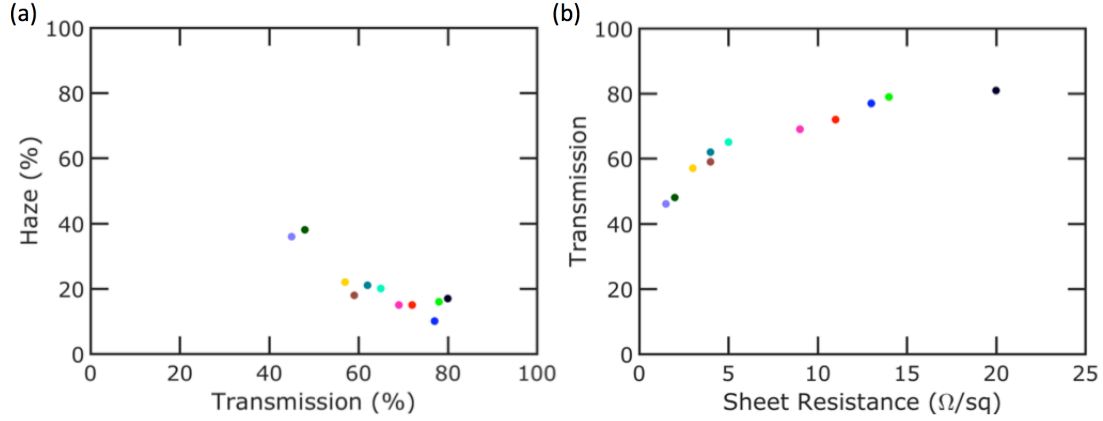 (a)
100
80
60
40
20
0
Haze (%)
0 20 40 60 80 100
Transmission (%)
(b)
100
80
60
40
20
0
Transmission
0 5 10 15 20 25
Sheet Resistance (Ω/sq)